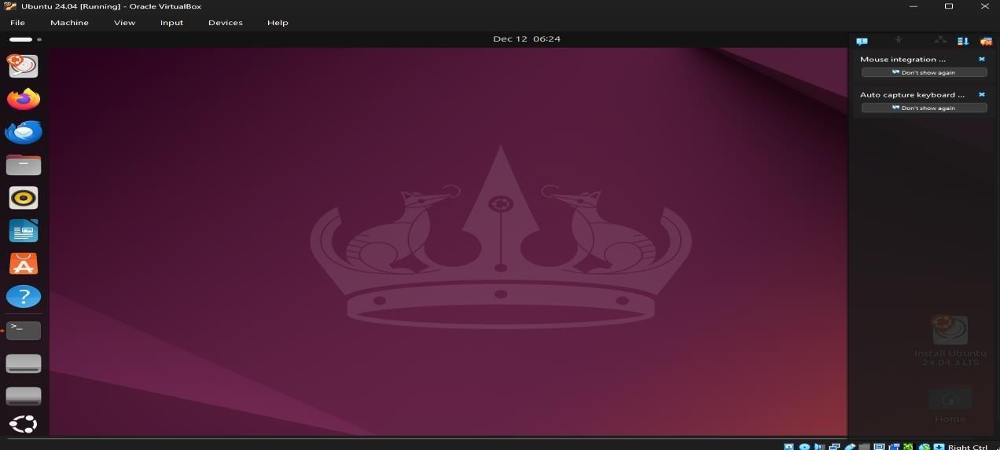 Ubuntu 24.04 [Running] - Oracle VirtualBox
File Machine View Input Devices Help
Dec 12 06:24
Mouse integration ...
Don't show again
Auto capture keyboard ...
Don't show again
>_
?
Install Ubuntu
24.04.3 LTS
Home
Right Ctrl